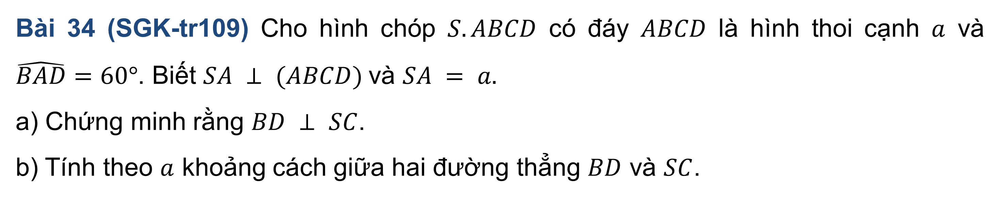 Bài 34 (SGK-tr109) Cho hình chóp S.ABCD có đáy ABCD là hình thoi cạnh a và
$\widehat{BAD}$ = 60°. Biết SA ⊥ (ABCD) và SA = a.
a) Chứng minh rằng BD ⊥ SC.
b) Tính theo a khoảng cách giữa hai đường thẳng BD và SC.